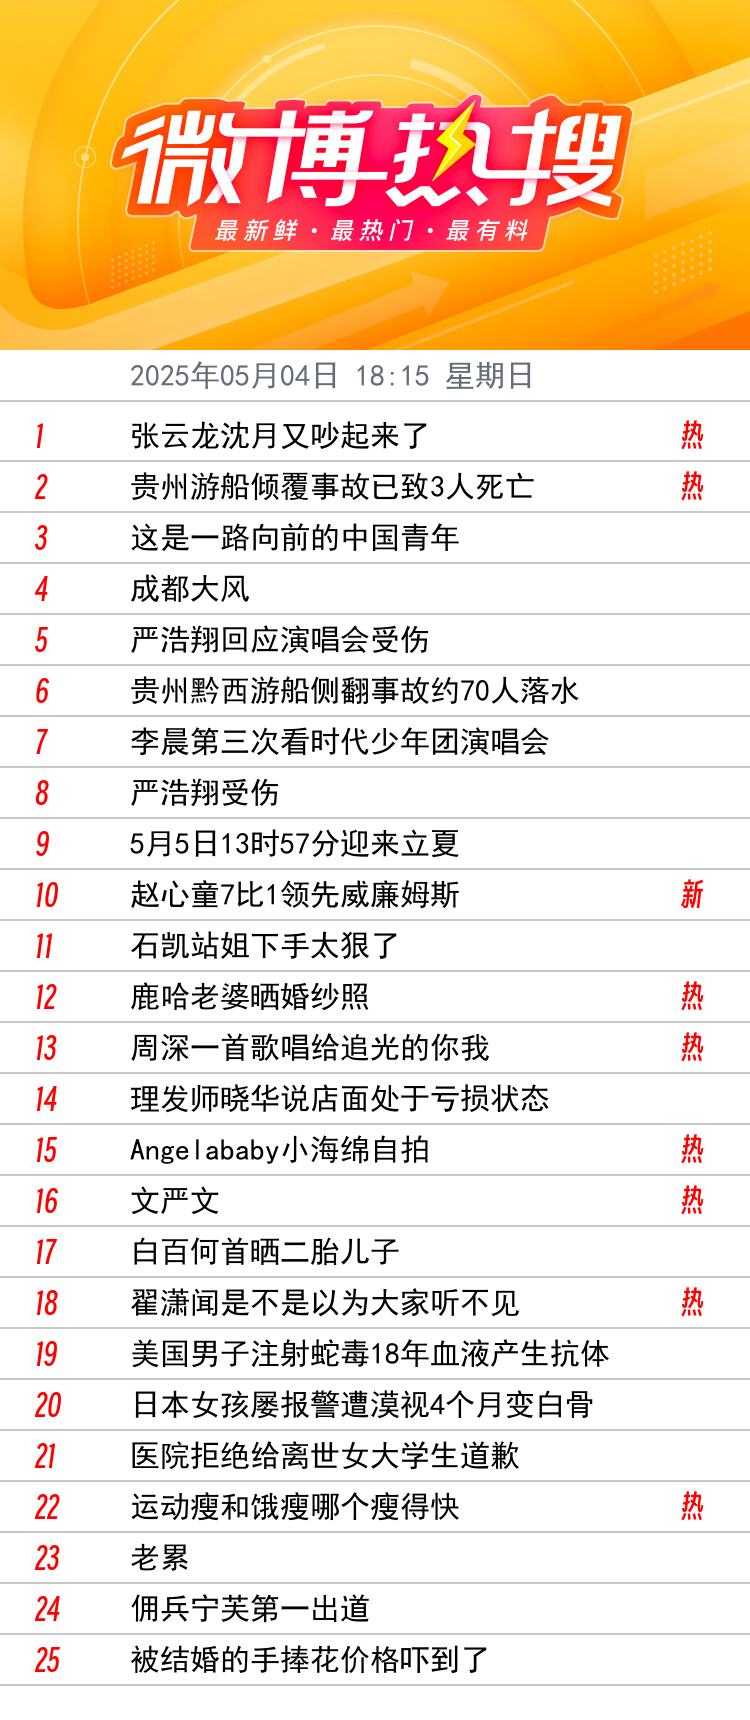 微博热搜
最新鲜·最热门·最有料
2025年05月04日 18:15 星期日
1 张云龙沈月又吵起来了 热
2 贵州游船倾覆事故已致3人死亡 热
3 这是一路向前的中国青年
4 成都大风
5 严浩翔回应演唱会受伤
6 贵州黔西游船侧翻事故约70人落水
7 李晨第三次看时代少年团演唱会
8 严浩翔受伤
9 5月5日13时57分迎来立夏
10 赵心童7比1领先威廉姆斯 新
11 石凯站姐下手太狠了
12 鹿哈老婆晒婚纱照 热
13 周深一首歌唱给追光的你我 热
14 理发师晓华说店面处于亏损状态
15 Angelababy小海绵自拍 热
16 文严文 热
17 白百何首晒二胎儿子
18 翟潇闻是不是以为大家听不见 热
19 美国男子注射蛇毒18年血液产生抗体
20 日本女孩屡报警遭漠视4个月变白骨
21 医院拒绝给离世女大学生道歉
22 运动瘦和饿瘦哪个瘦得快 热
23 老累
24 佣兵宁芙第一出道
25 被结婚的手捧花价格吓到了